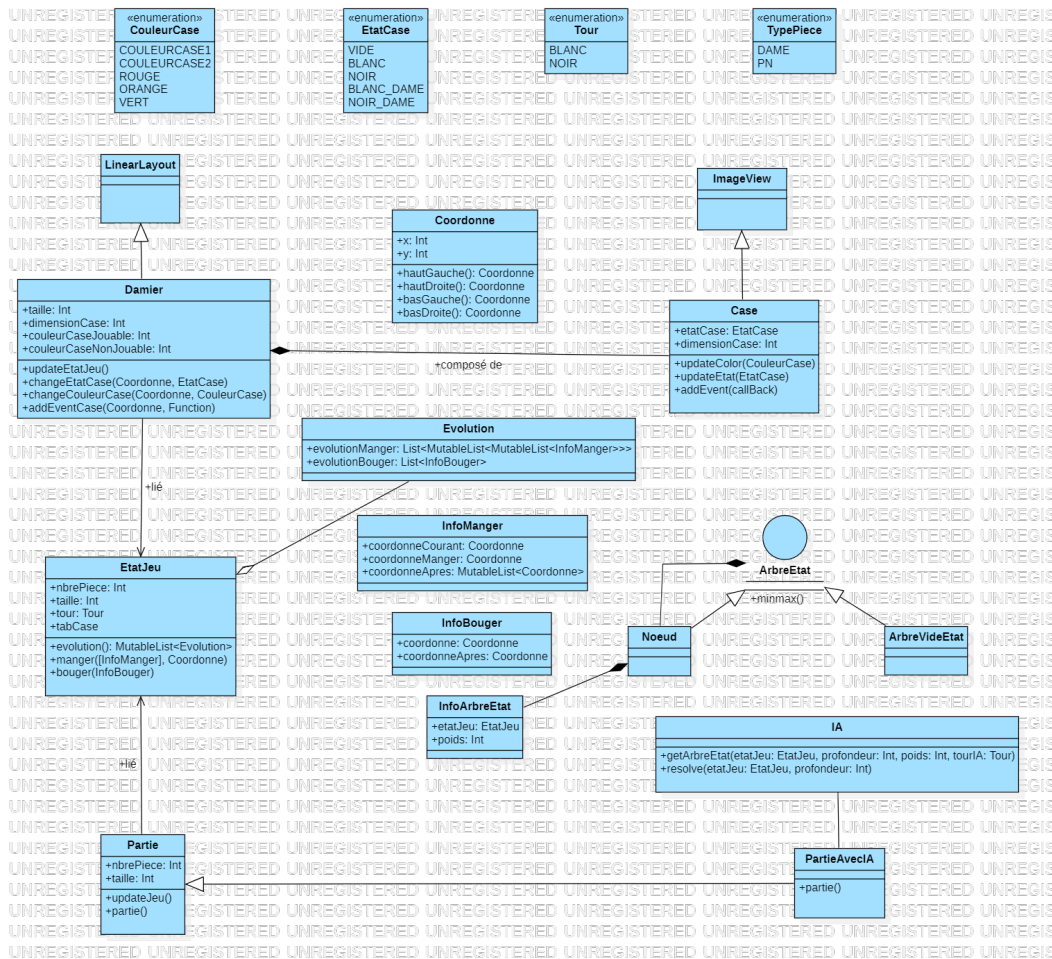 «enumeration»
CouleurCase
COULEURCASE1
COULEURCASE2
ROUGE
ORANGE
VERT
«enumeration»
EtatCase
VIDE
BLANC
NOIR
BLANC_DAME
NOIR_DAME
«enumeration»
Tour
BLANC
NOIR
«enumeration»
TypePiece
DAME
PN
LinearLayout
ImageView
Coordonne
+x: Int
+y: Int
+hautGauche(): Coordonne
+hautDroite(): Coordonne
+basGauche(): Coordonne
+basDroite(): Coordonne
Damier
+taille: Int
+dimensionCase: Int
+couleurCaseJouable: Int
+couleurCaseNonJouable: Int
+updateEtatJeu()
+changeEtatCase(Coordonne, EtatCase)
+changeCouleurCase(Coordonne, CouleurCase)
+addEventCase(Coordonne, Function)
Case
+etatCase: EtatCase
+dimensionCase: Int
+updateColor(CouleurCase)
+updateEtat(EtatCase)
+addEvent(callBack)
+composé de
Evolution
+evolutionManger: List<MutableList<MutableList<InfoManger>>>
+evolutionBouger: List<InfoBouger>
+lié
InfoManger
+coordonneCourant: Coordonne
+coordonneManger: Coordonne
+coordonneApres: MutableList<Coordonne>
ArbreEtat
+minmax()
EtatJeu
+nbrePiece: Int
+taille: Int
+tour: Tour
+tabCase
+evolution(): MutableList<Evolution>
+manger([InfoManger], Coordonne)
+bouger(InfoBouger)
InfoBouger
+coordonne: Coordonne
+coordonneApres: Coordonne
Noeud
ArbreVideEtat
InfoArbreEtat
+etatJeu: EtatJeu
+poids: Int
IA
+getArbreEtat(etatJeu: EtatJeu, profondeur: Int, poids: Int, tourIA: Tour)
+resolve(etatJeu: EtatJeu, profondeur: Int)
+lié
Partie
+nbrePiece: Int
+taille: Int
+updateJeu()
+partie()
PartieAvecIA
+partie()
UNREGISTERED